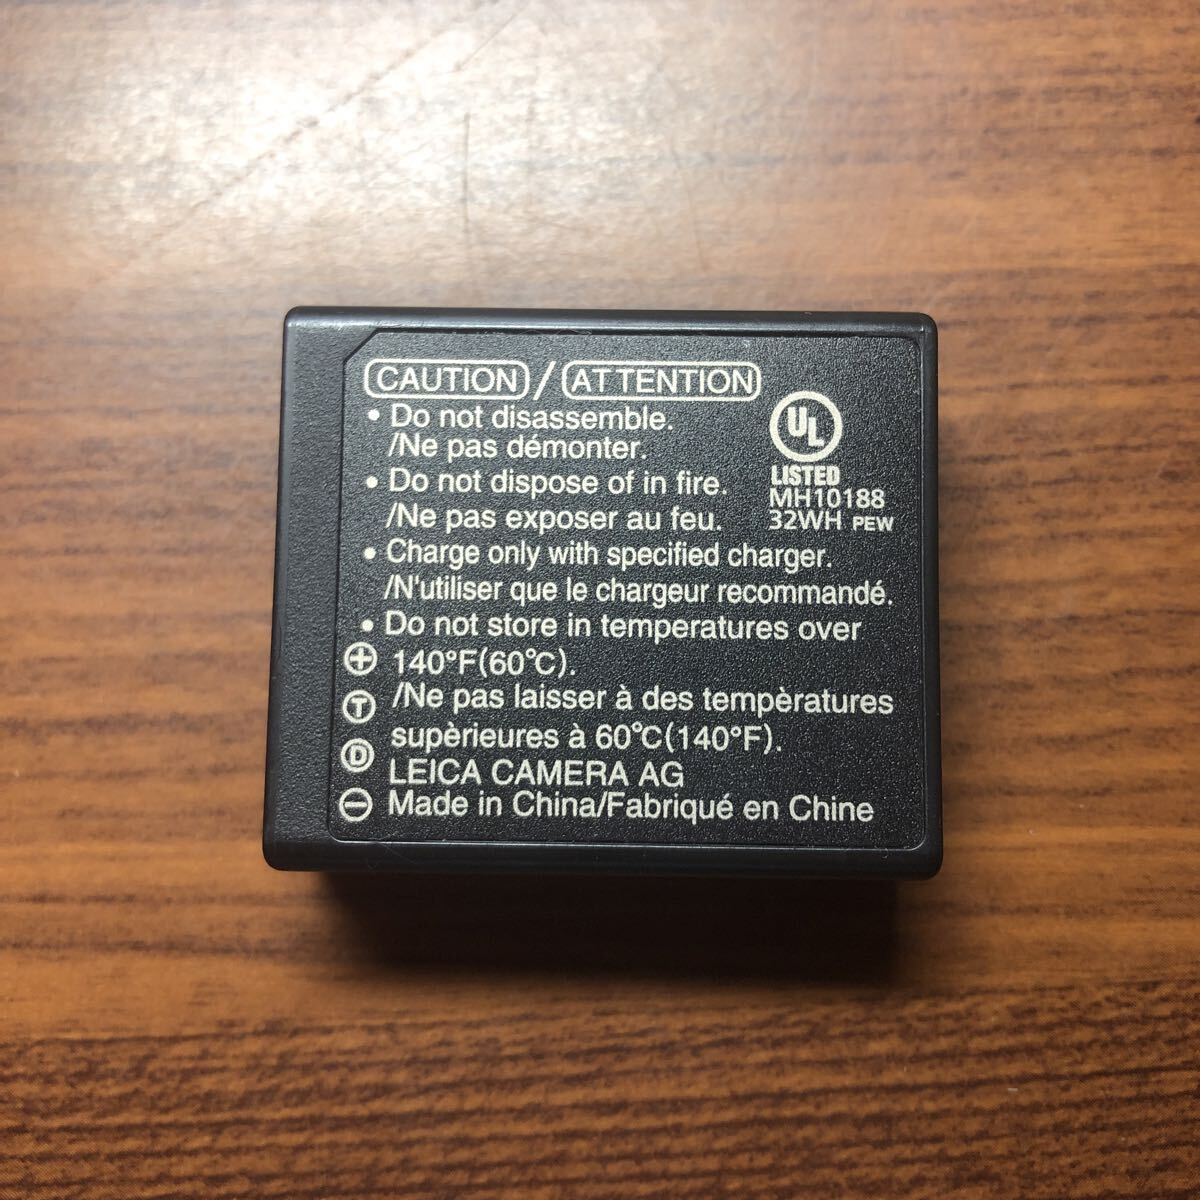 CAUTION / ATTENTION
• Do not disassemble.
/Ne pas démonter.
• Do not dispose of in fire.
/Ne pas exposer au feu.
UL
LISTED
MH10188
32WH PEW
• Charge only with specified charger.
/N'utiliser que le chargeur recommandé.
• Do not store in temperatures over
140°F(60°C).
/Ne pas laisser à des tempèratures
supèrieures à 60°C(140°F).
LEICA CAMERA AG
Made in China/Fabriqué en Chine
+
T
D
−